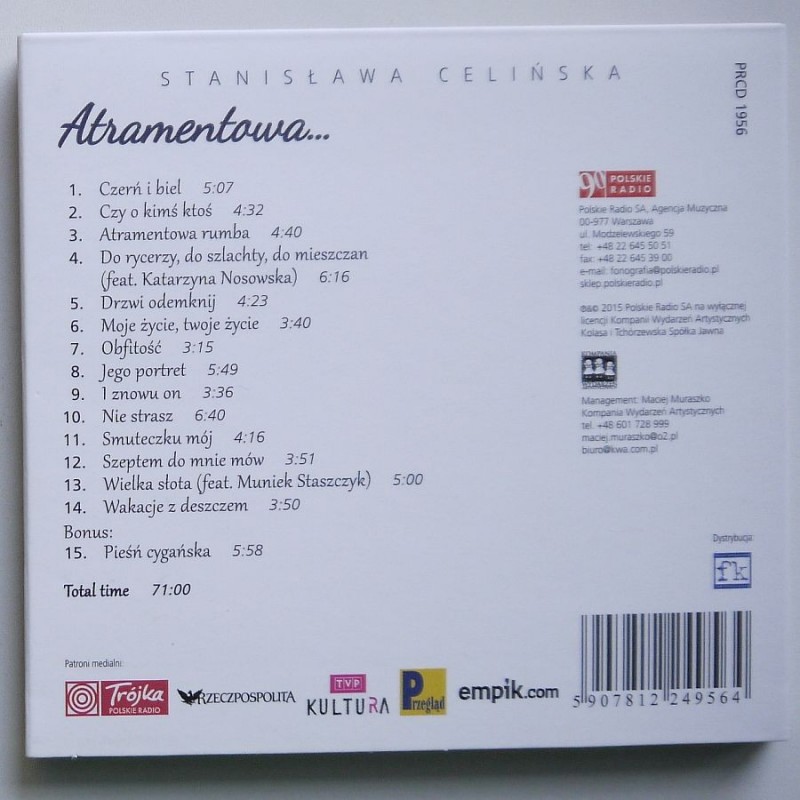 STANISŁAWA CELIŃSKA
PRCD 1956
Atramentowa...
1. Czerń i biel 5:07
2. Czy o kimś ktoś 4:32
3. Atramentowa rumba 4:40
4. Do rycerzy, do szlachty, do mieszczan
(feat. Katarzyna Nosowska) 6:16
5. Drzwi odemknij 4:23
6. Moje życie, twoje życie 3:40
7. Obfitość 3:15
8. Jego portret 5:49
9. I znowu on 3:36
10. Nie strasz 6:40
11. Smuteczku mój 4:16
12. Szeptem do mnie mów 3:51
13. Wielka słota (feat. Muniek Staszczyk) 5:00
14. Wakacje z deszczem 3:50
Bonus:
15. Pieśń cygańska 5:58
Total time 71:00
90 POLSKIE
RADIO
Polskie Radio SA, Agencja Muzyczna
00-977 Warszawa
ul. Modzelewskiego 59
tel: +48 22 645 50 51
fax: +48 22 645 39 00
e-mail: fonografia@polskieradio.pl
sklep.polskieradio.pl
℗© 2015 Polskie Radio SA na wyłącznej
licencji Kompanii Wydarzeń Artystycznych
Kolasa i Tchórzewska Spółka Jawna
KOMPANIA
WYDARZEŃ
Management: Maciej Muraszko
Kompania Wydarzeń Artystycznych
tel. +48 601 728 999
maciej.muraszko@o2.pl
biuro@kwa.com.pl
Dystrybucja:
fk
Patroni medialni:
Trójka
POLSKIE RADIO
RZECZPOSPOLITA
TVP
KULTURA
Przegląd
empik.com
5 907812 249564